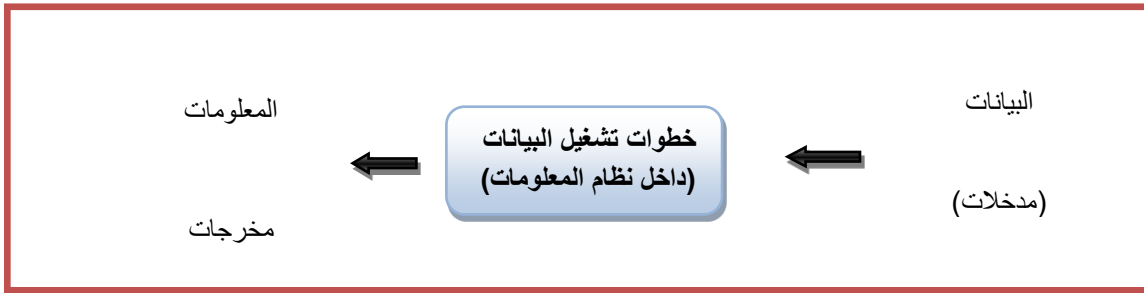 البيانات
(مدخلات)
خطوات تشغيل البيانات
(داخل نظام المعلومات)
المعلومات
مخرجات